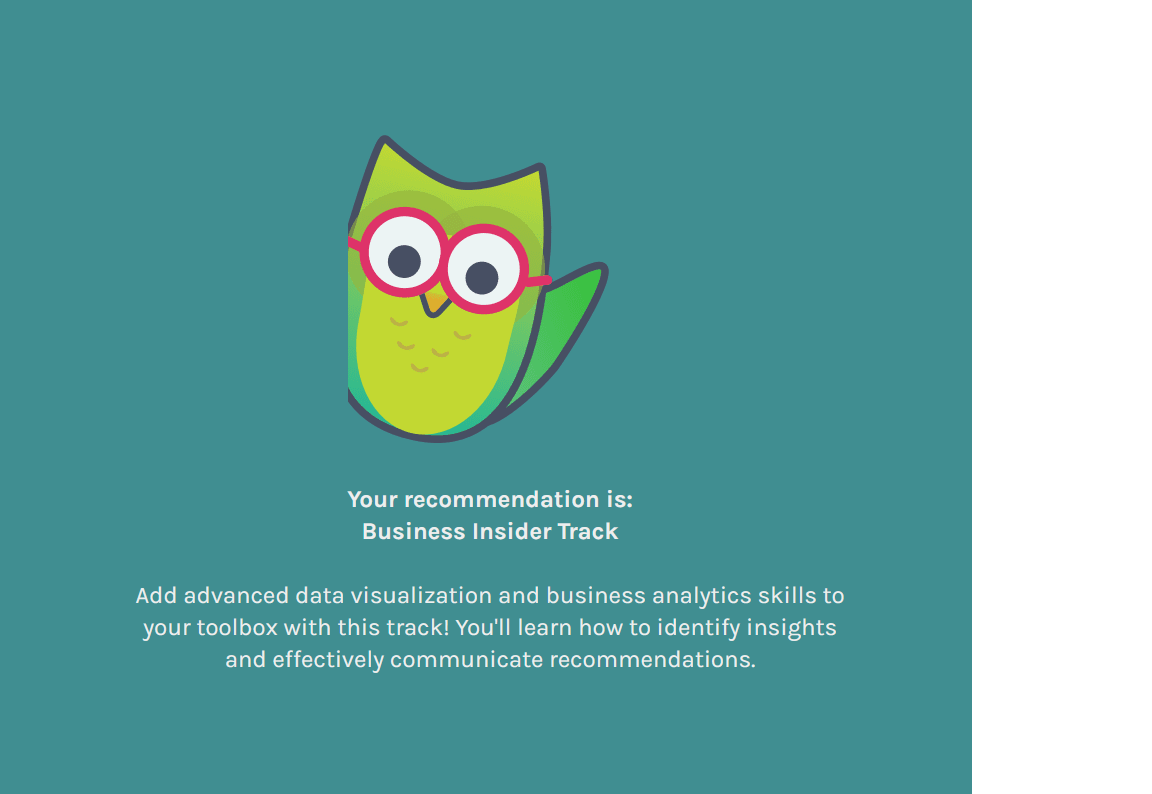 Your recommendation is:
Business Insider Track
Add advanced data visualization and business analytics skills to
your toolbox with this track! You'll learn how to identify insights
and effectively communicate recommendations.